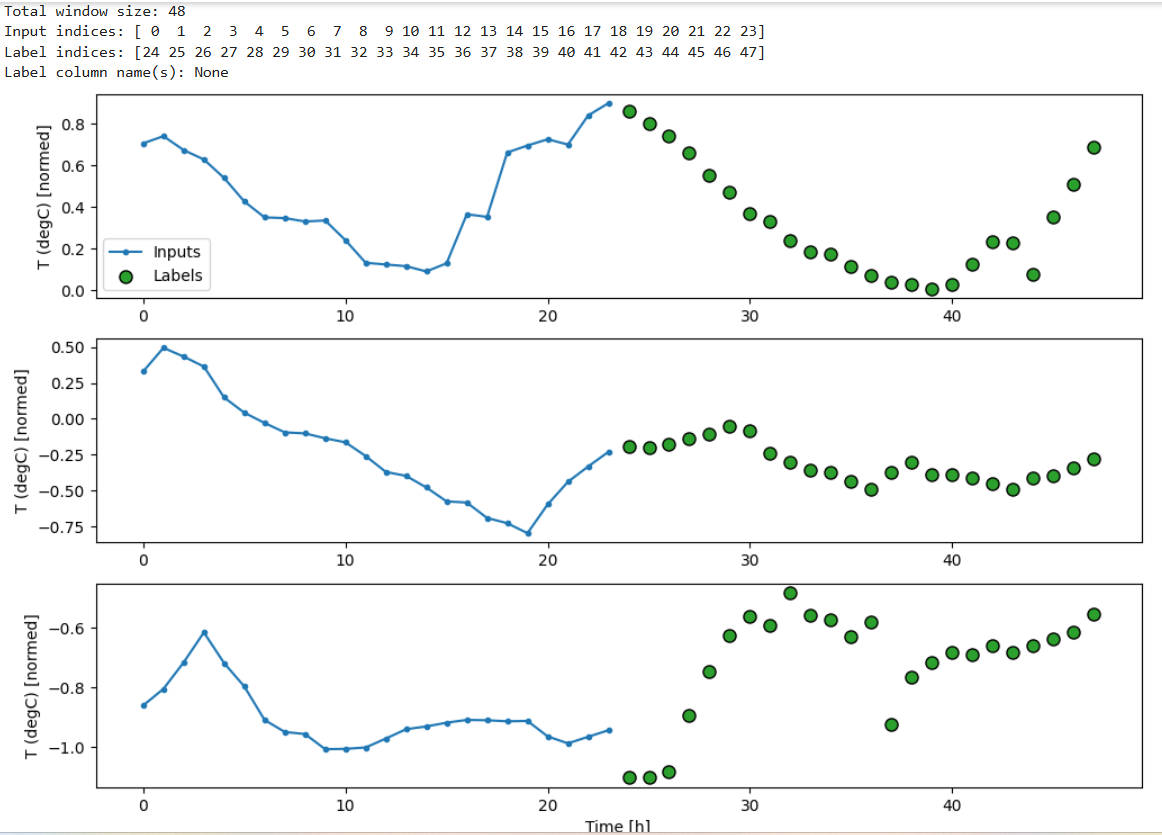 Total window size: 48
Input indices: [ 0  1  2  3  4  5  6  7  8  9 10 11 12 13 14 15 16 17 18 19 20 21 22 23]
Label indices: [24 25 26 27 28 29 30 31 32 33 34 35 36 37 38 39 40 41 42 43 44 45 46 47]
Label column name(s): None
T (degC) [normed]
0.8
0.6
0.4
0.2
0.0
Inputs
Labels
0 10 20 30 40
T (degC) [normed]
0.50
0.25
0.00
−0.25
−0.50
−0.75
0 10 20 30 40
T (degC) [normed]
−0.6
−0.8
−1.0
0 10 20 30 40
Time [h]